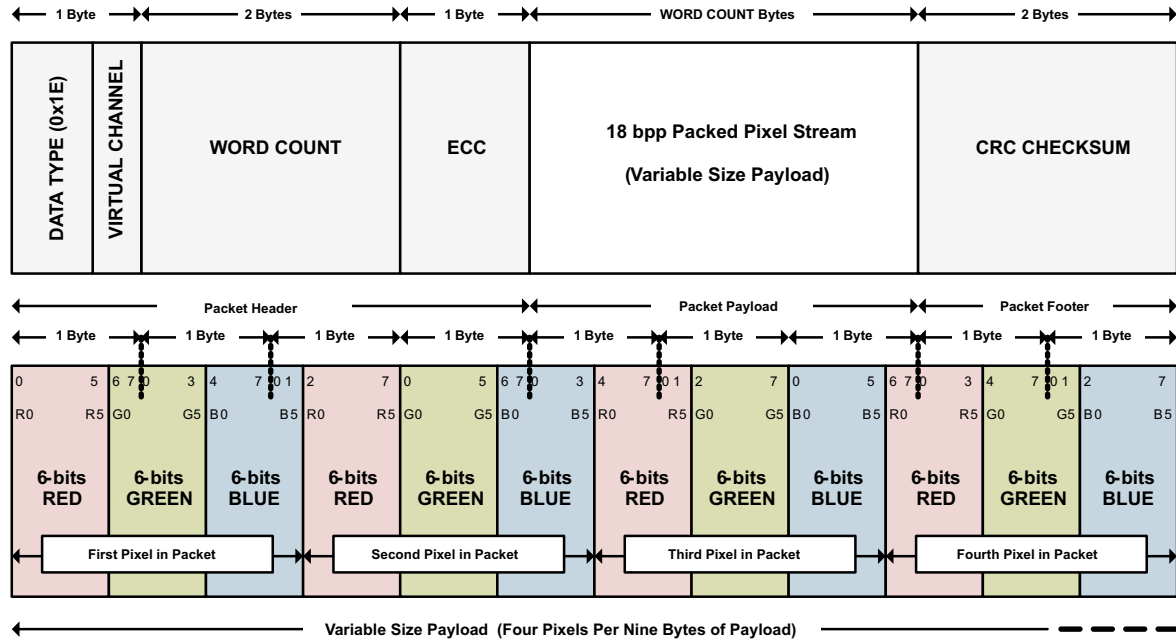 1 Byte 2 Bytes 1 Byte WORD COUNT Bytes 2 Bytes
DATA TYPE (0x1E)
VIRTUAL CHANNEL
WORD COUNT
ECC
18 bpp Packed Pixel Stream
(Variable Size Payload)
CRC CHECKSUM
Packet Header Packet Payload Packet Footer
1 Byte 1 Byte 1 Byte 1 Byte 1 Byte 1 Byte 1 Byte 1 Byte 1 Byte
0 5 6 7 0 3 4 7 0 1 2 7 0 5 6 7 0 3 4 7 0 1 2 7 0 5 6 7 0 3 4 7 0 1 2 7
R0 R5 G0 G5 B0 B5 R0 R5 G0 G5 B0 B5 R0 R5 G0 G5 B0 B5 R0 R5 G0 G5 B0 B5
6-bits 6-bits 6-bits 6-bits 6-bits 6-bits 6-bits 6-bits 6-bits 6-bits 6-bits 6-bits
RED GREEN BLUE RED GREEN BLUE RED GREEN BLUE RED GREEN BLUE
First Pixel in Packet Second Pixel in Packet Third Pixel in Packet Fourth Pixel in Packet
Variable Size Payload (Four Pixels Per Nine Bytes of Payload)